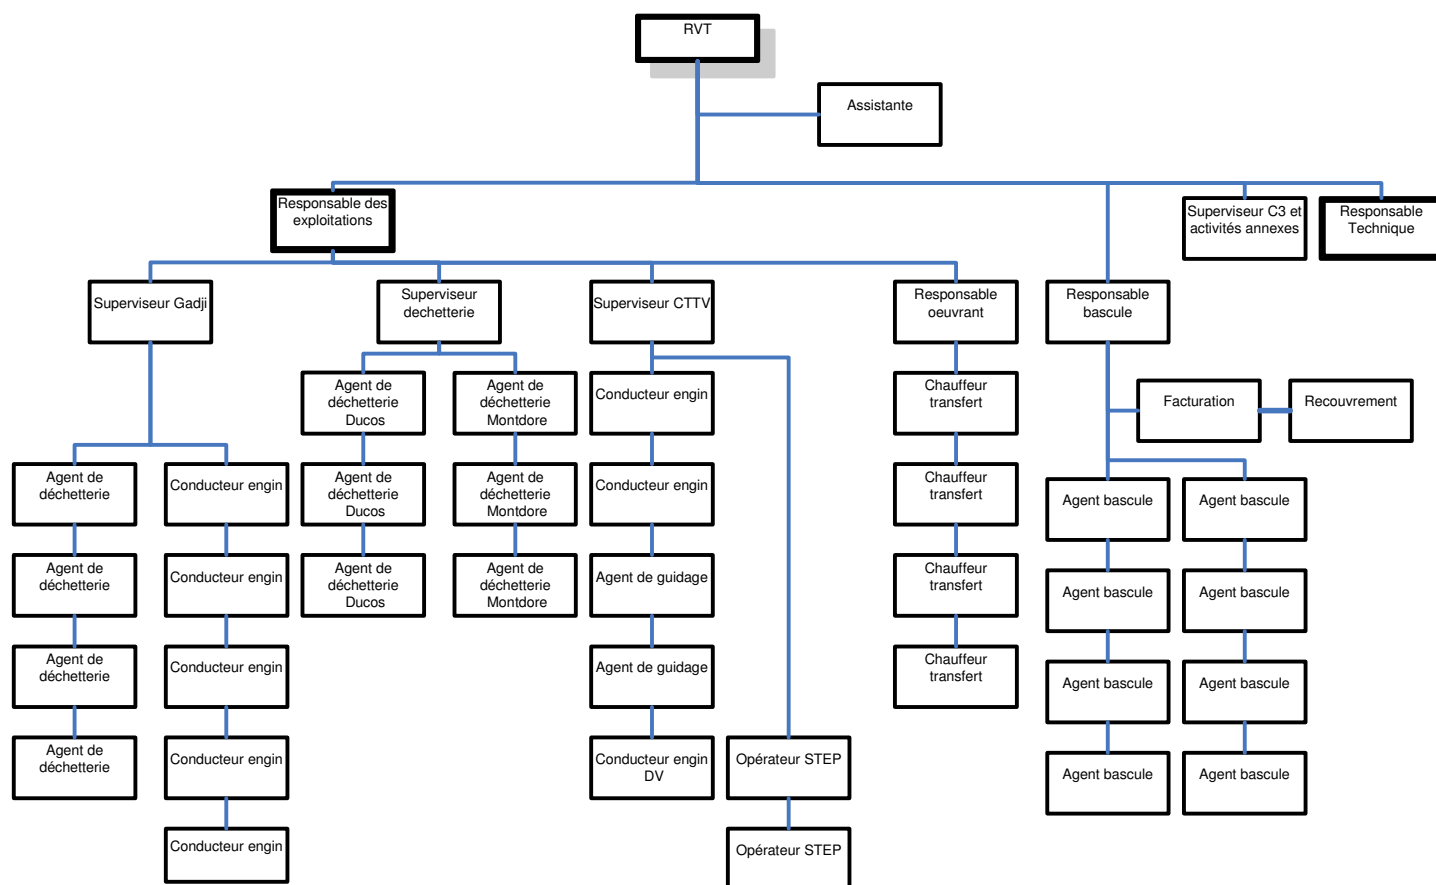 RVT
Assistante
Responsable des
exploitations
Superviseur C3 et
activités annexes
Responsable
Technique
Superviseur Gadji
Superviseur
dechetterie
Superviseur CTTV
Responsable
oeuvrant
Responsable
bascule
Agent de
déchetterie
Ducos
Agent de
déchetterie
Montdore
Conducteur engin
Chauffeur
transfert
Facturation
Recouvrement
Agent de
déchetterie
Conducteur engin
Agent de
déchetterie
Ducos
Agent de
déchetterie
Montdore
Conducteur engin
Chauffeur
transfert
Agent bascule
Agent bascule
Agent de
déchetterie
Conducteur engin
Agent de
déchetterie
Ducos
Agent de
déchetterie
Montdore
Agent de guidage
Chauffeur
transfert
Agent bascule
Agent bascule
Agent de
déchetterie
Conducteur engin
Agent de guidage
Chauffeur
transfert
Agent bascule
Agent bascule
Agent de
déchetterie
Conducteur engin
Conducteur engin
DV
Opérateur STEP
Agent bascule
Agent bascule
Conducteur engin
Opérateur STEP